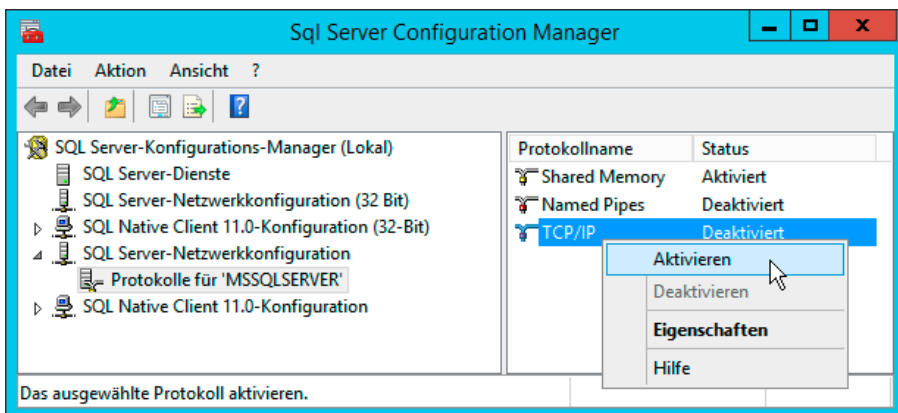 Sql Server Configuration Manager
Datei Aktion Ansicht ?
SQL Server-Konfigurations-Manager (Lokal)
SQL Server-Dienste
SQL Server-Netzwerkkonfiguration (32 Bit)
SQL Native Client 11.0-Konfiguration (32-Bit)
SQL Server-Netzwerkkonfiguration
Protokolle für 'MSSQLSERVER'
SQL Native Client 11.0-Konfiguration
Protokollname Status
Shared Memory Aktiviert
Named Pipes Deaktiviert
TCP/IP Deaktiviert
Aktivieren
Deaktivieren
Eigenschaften
Hilfe
Das ausgewählte Protokoll aktivieren.